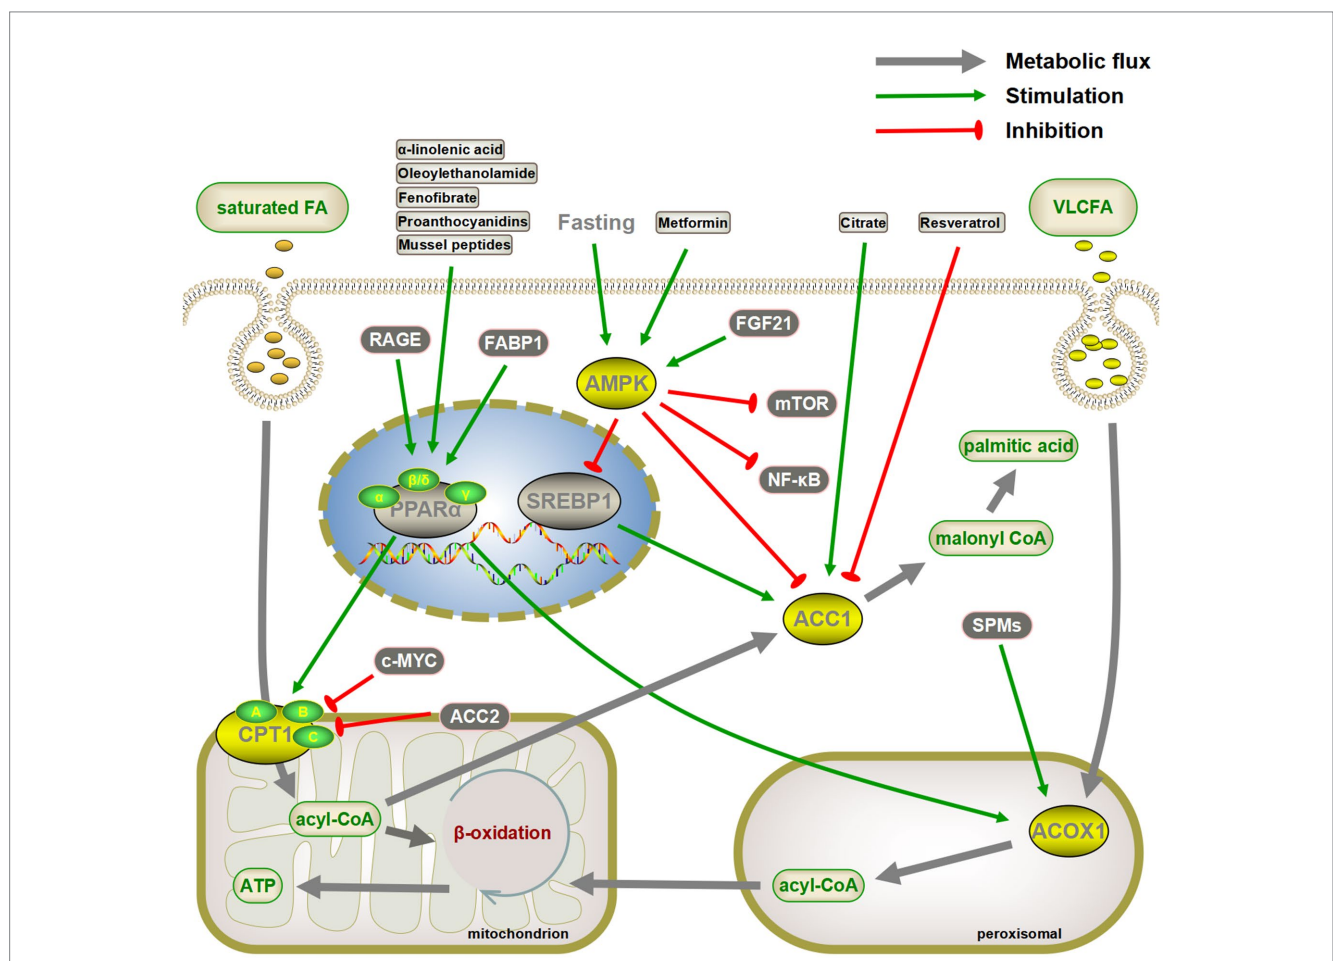 Metabolic flux
Stimulation
Inhibition
α-linolenic acid
Oleoylethanolamide
Fenofibrate
Proanthocyanidins
Mussel peptides
saturated FA
Fasting
Metformin
Citrate
Resveratrol
VLCFA
RAGE
FABP1
FGF21
AMPK
mTOR
NF-κB
palmitic acid
β/δ
α
γ
PPARα
SREBP1
malonyl CoA
ACC1
SPMs
c-MYC
ACC2
A
B
C
CPT1
acyl-CoA
β-oxidation
ACOX1
ATP
acyl-CoA
mitochondrion
peroxisomal